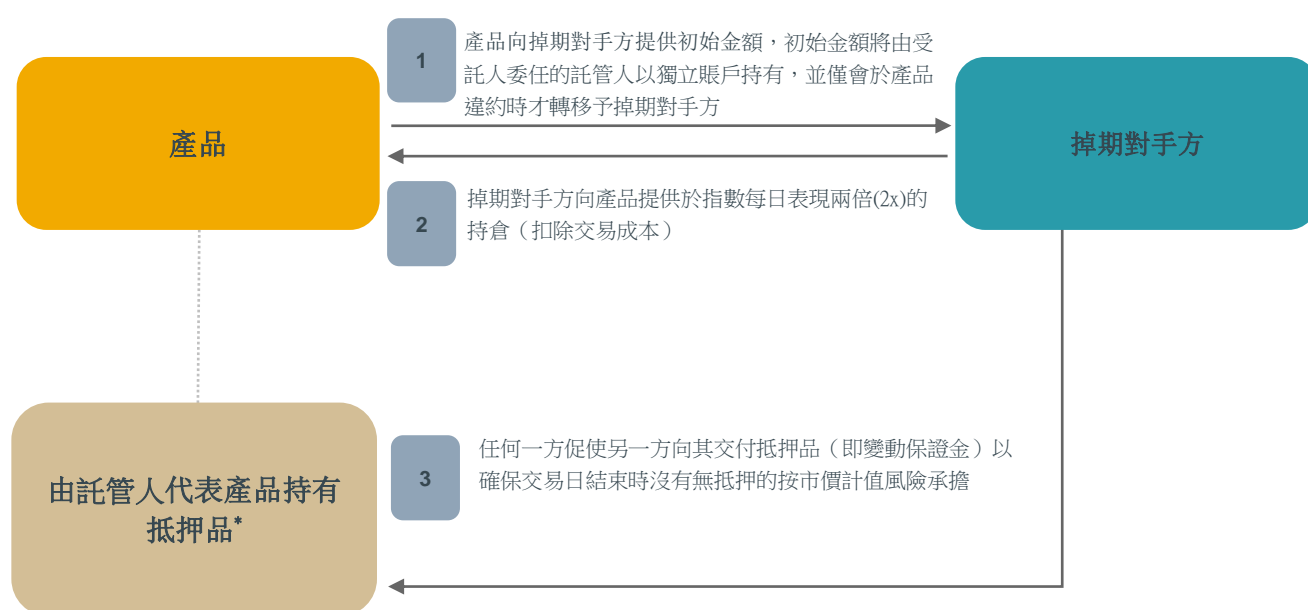 1
產品向掉期對手方提供初始金額，初始金額將由受
託人委任的託管人以獨立賬戶持有，並僅會於產品
違約時才轉移予掉期對手方
產品
掉期對手方
2
掉期對手方向產品提供於指數每日表現兩倍(2x)的
持倉（扣除交易成本）
由託管人代表產品持有
抵押品*
3
任何一方促使另一方向其交付抵押品（即變動保證金）以
確保交易日結束時沒有無抵押的按市價計值風險承擔